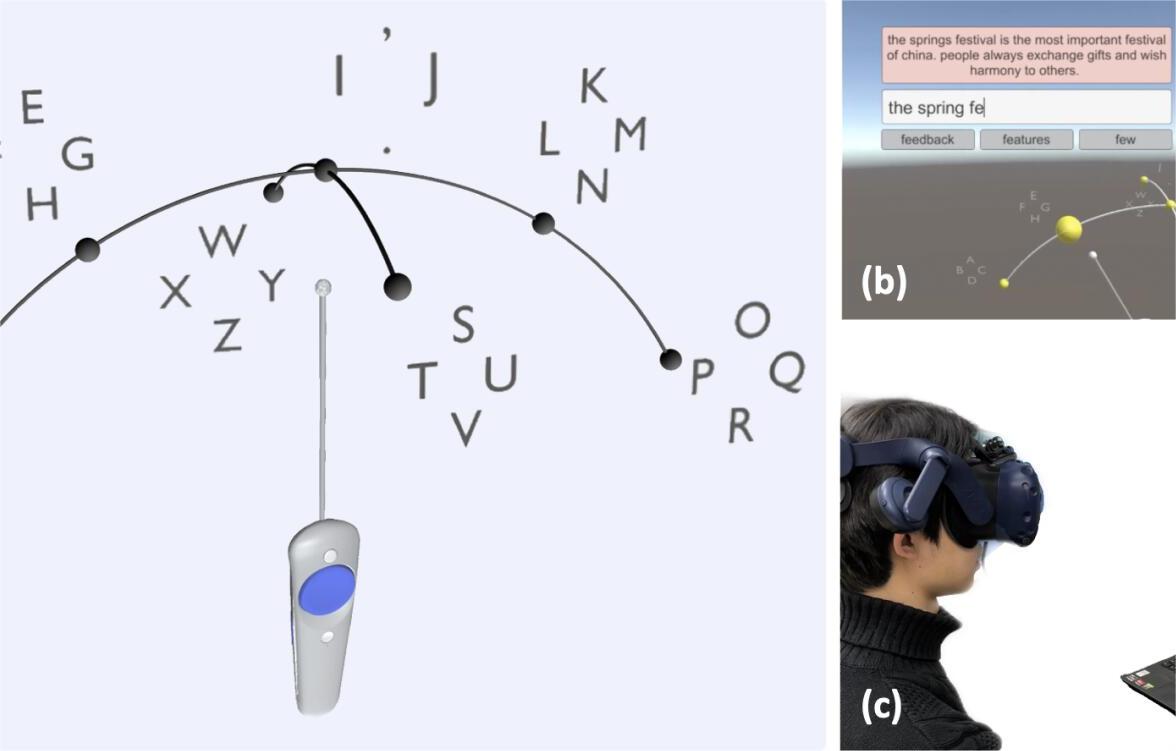 E
G
H
I ' J
.
K
L M
N
W
X Y
Z
S
T U
V
O
P Q
R
the springs festival is the most important festival
of china. people always exchange gifts and wish
harmony to others.
the spring fe
feedback features few
E
F G
H
A
B C
D
W
X
Z
I
(b)
(c)